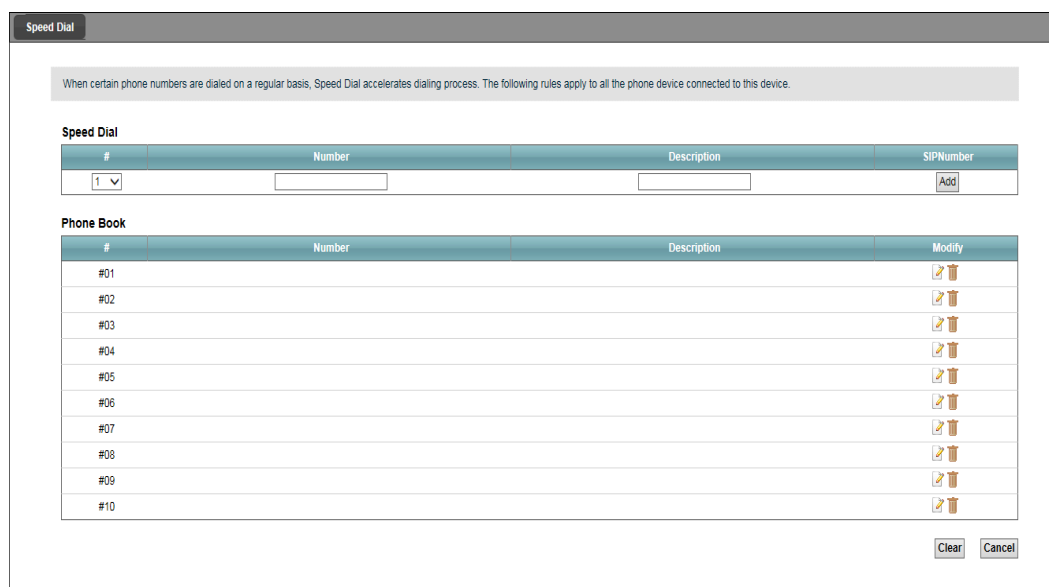 Speed Dial
When certain phone numbers are dialed on a regular basis, Speed Dial accelerates dialing process. The following rules apply to all the phone device connected to this device.
Speed Dial
# Number Description SIPNumber
1 Add
Phone Book
# Number Description Modify
#01
#02
#03
#04
#05
#06
#07
#08
#09
#10
Clear Cancel